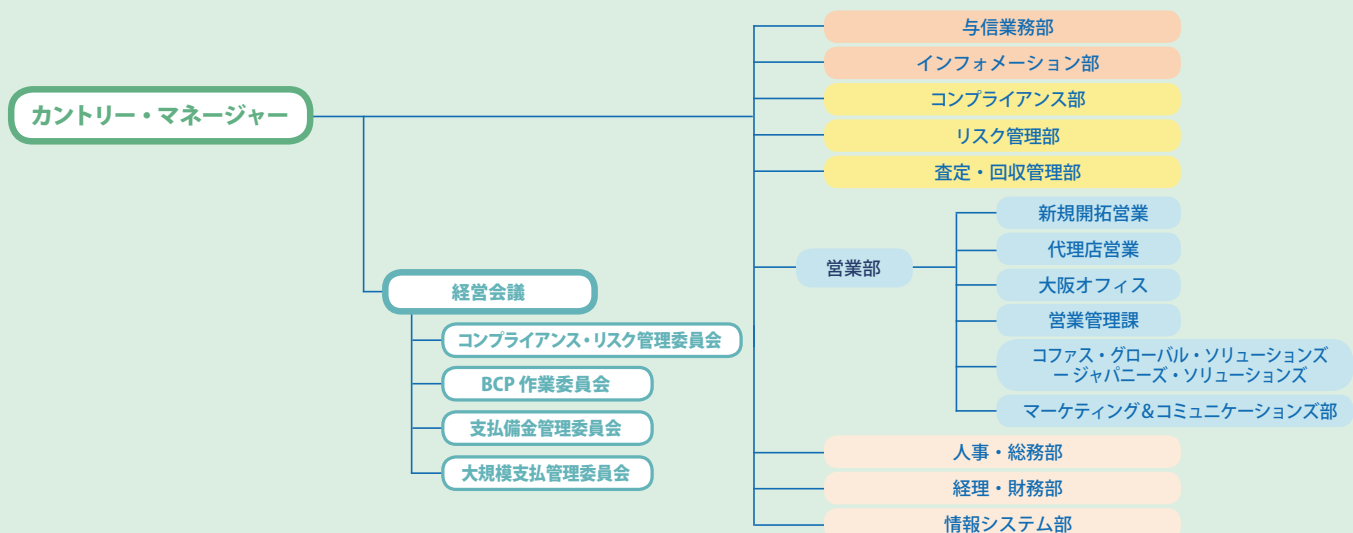 カントリー・マネージャー
経営会議
コンプライアンス・リスク管理委員会
BCP 作業委員会
支払備金管理委員会
大規模支払管理委員会
与信業務部
インフォメーション部
コンプライアンス部
リスク管理部
査定・回収管理部
営業部
新規開拓営業
代理店営業
大阪オフィス
営業管理課
コファス・グローバル・ソリューションズ
ー ジャパニーズ・ソリューションズ
マーケティング＆コミュニケーションズ部
人事・総務部
経理・財務部
情報システム部